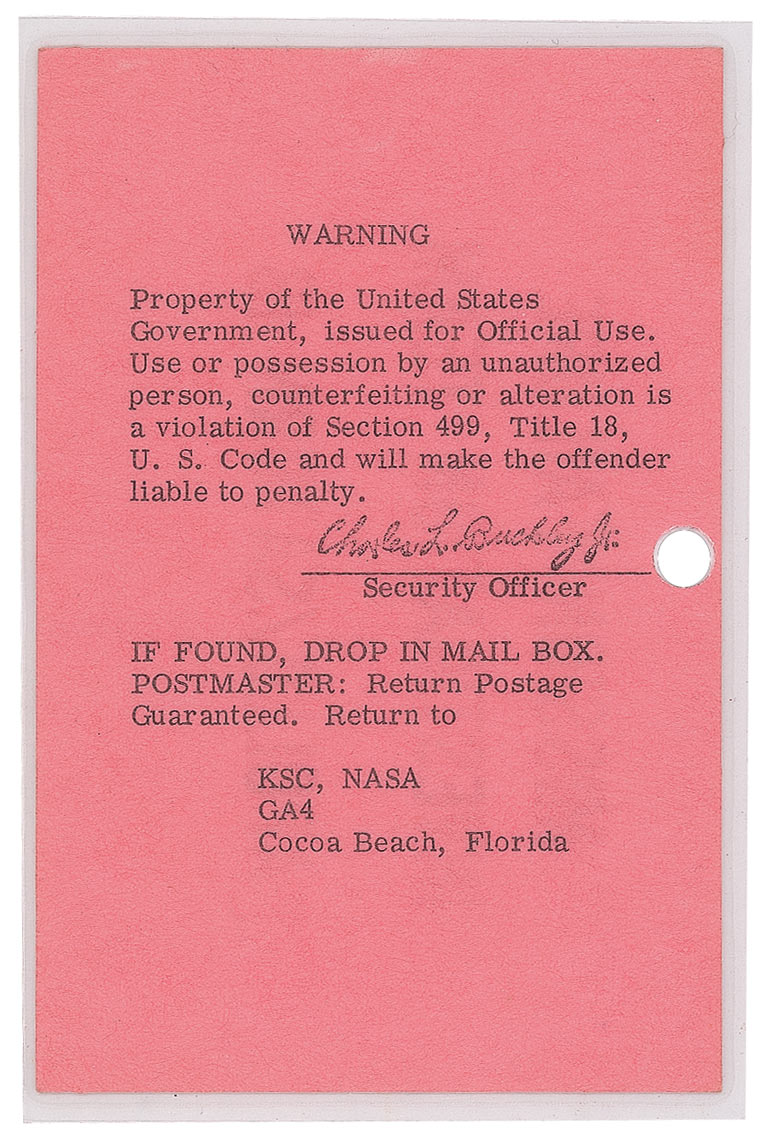 WARNING
Property of the United States
Government, issued for Official Use.
Use or possession by an unauthorized
person, counterfeiting or alteration is
a violation of Section 499, Title 18,
U. S. Code and will make the offender
liable to penalty.
Charles L. Buckley Jr.
Security Officer
IF FOUND, DROP IN MAIL BOX.
POSTMASTER: Return Postage
Guaranteed. Return to
KSC, NASA
GA4
Cocoa Beach, Florida